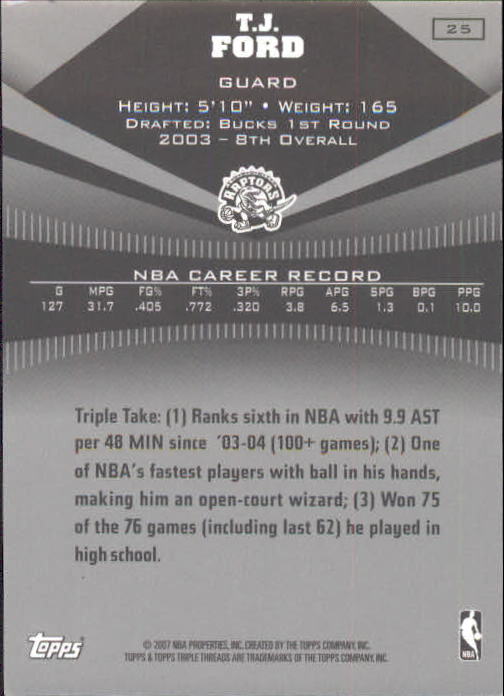 T.J.
FORD
25
GUARD
HEIGHT: 5'10" • WEIGHT: 165
DRAFTED: BUCKS 1ST ROUND
2003 – 8TH OVERALL
RAPTORS
NBA CAREER RECORD
G MPG FG% FT% 3P% RPG APG SPG BPG PPG
127 31.7 .405 .772 .320 3.8 6.5 1.3 0.1 10.0
Triple Take: (1) Ranks sixth in NBA with 9.9 AST
per 48 MIN since '03-04 (100+ games); (2) One
of NBA's fastest players with ball in his hands,
making him an open-court wizard; (3) Won 75
of the 76 games (including last 62) he played in
high school.
Topps
© 2007 NBA PROPERTIES, INC. CREATED BY THE TOPPS COMPANY, INC.
TOPPS & TOPPS TRIPLE THREADS ARE TRADEMARKS OF THE TOPPS COMPANY, INC.
NBA